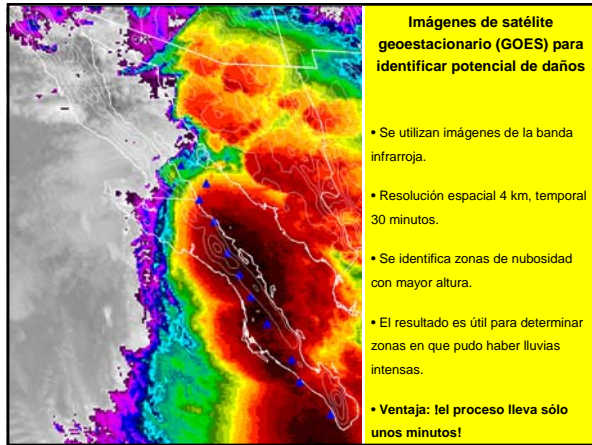 Imágenes de satélite
geoestacionario (GOES) para
identificar potencial de daños
• Se utilizan imágenes de la banda
infrarroja.
• Resolución espacial 4 km, temporal
30 minutos.
• Se identifica zonas de nubosidad
con mayor altura.
• El resultado es útil para determinar
zonas en que pudo haber lluvias
intensas.
• Ventaja: !el proceso lleva sólo
unos minutos!